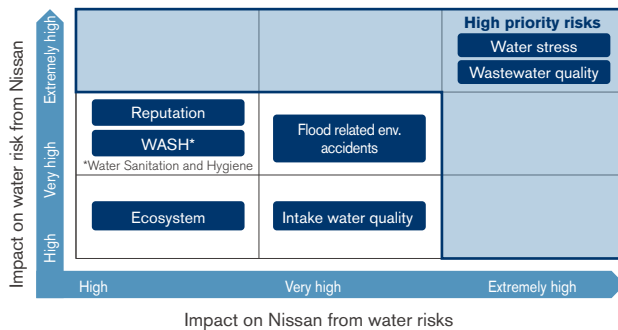 Impact on water risk from Nissan
Extremely high
Very high
High
High priority risks
Water stress
Wastewater quality
Reputation
WASH*
*Water Sanitation and Hygiene
Flood related env.
accidents
Ecosystem
Intake water quality
High
Very high
Extremely high
Impact on Nissan from water risks